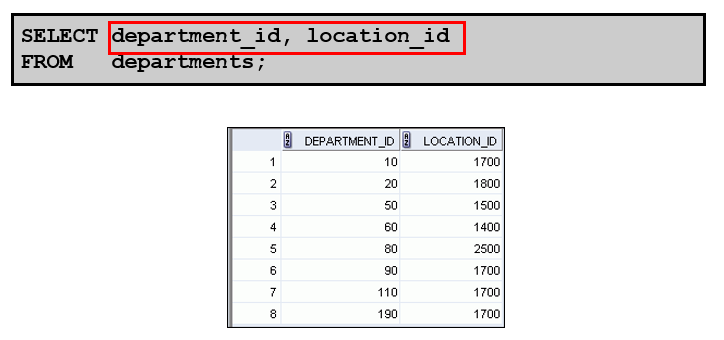 SELECT department_id, location_id
FROM departments;
DEPARTMENT_ID LOCATION_ID
1 10 1700
2 20 1800
3 50 1500
4 60 1400
5 80 2500
6 90 1700
7 110 1700
8 190 1700